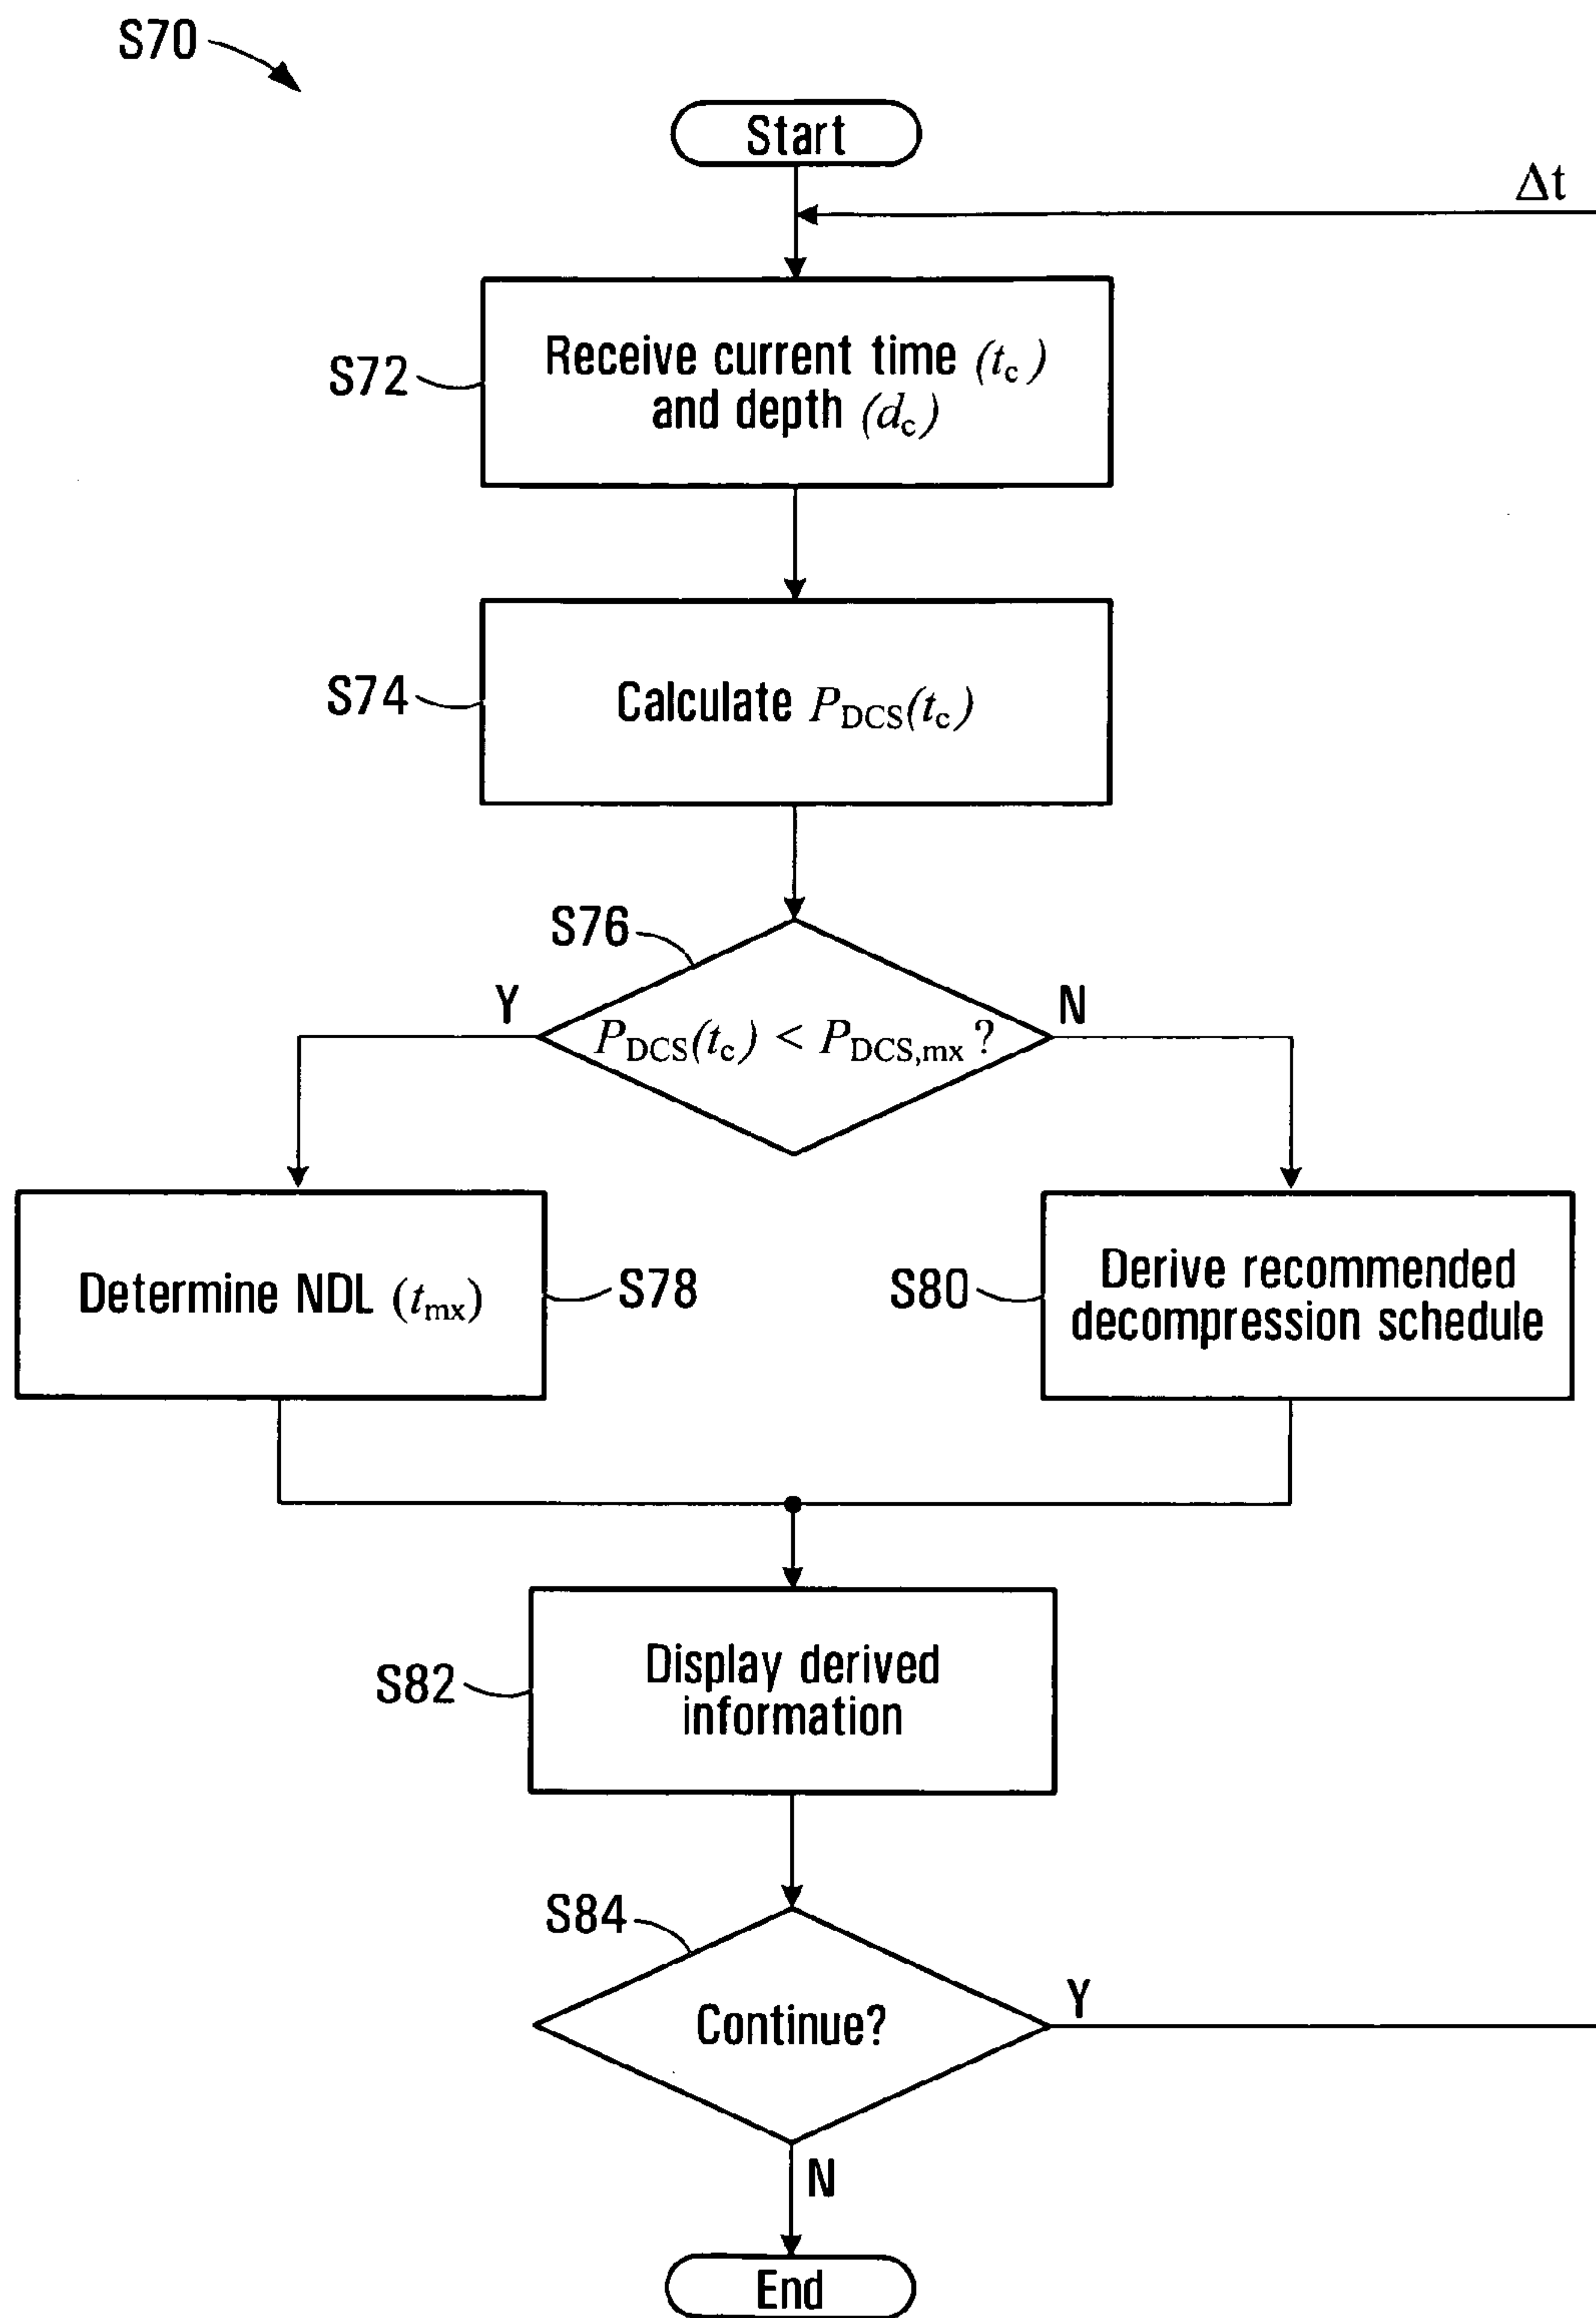 S70
Start
Δt
S72
Receive current time (tc)
and depth (dc)
S74
Calculate PDCS(tc)
S76
Y
N
PDCS(tc) < PDCS,mx ?
Determine NDL (tmx)
S78
S80
Derive recommended
decompression schedule
S82
Display derived
information
S84
Continue?
Y
N
End